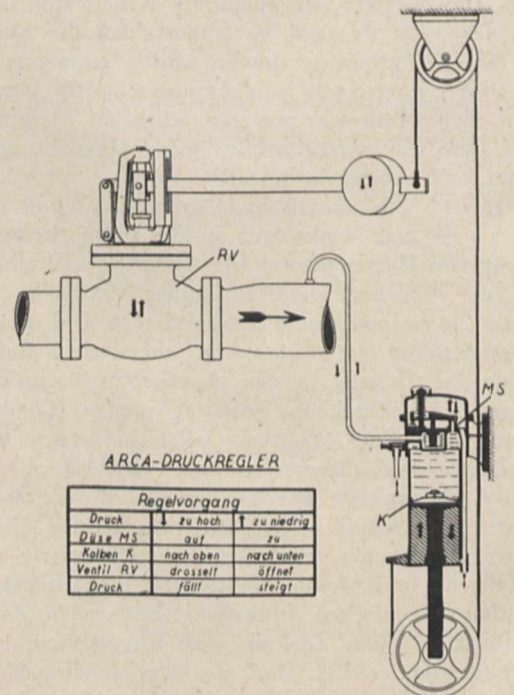 RV
MS
K
ARCA-DRUCKREGLER
Regelvorgang
Druck ↓ zu hoch ↑ zu niedrig
Düse MS auf zu
Kolben K nach oben nach unten
Ventil RV drosselt öffnet
Druck fällt steigt